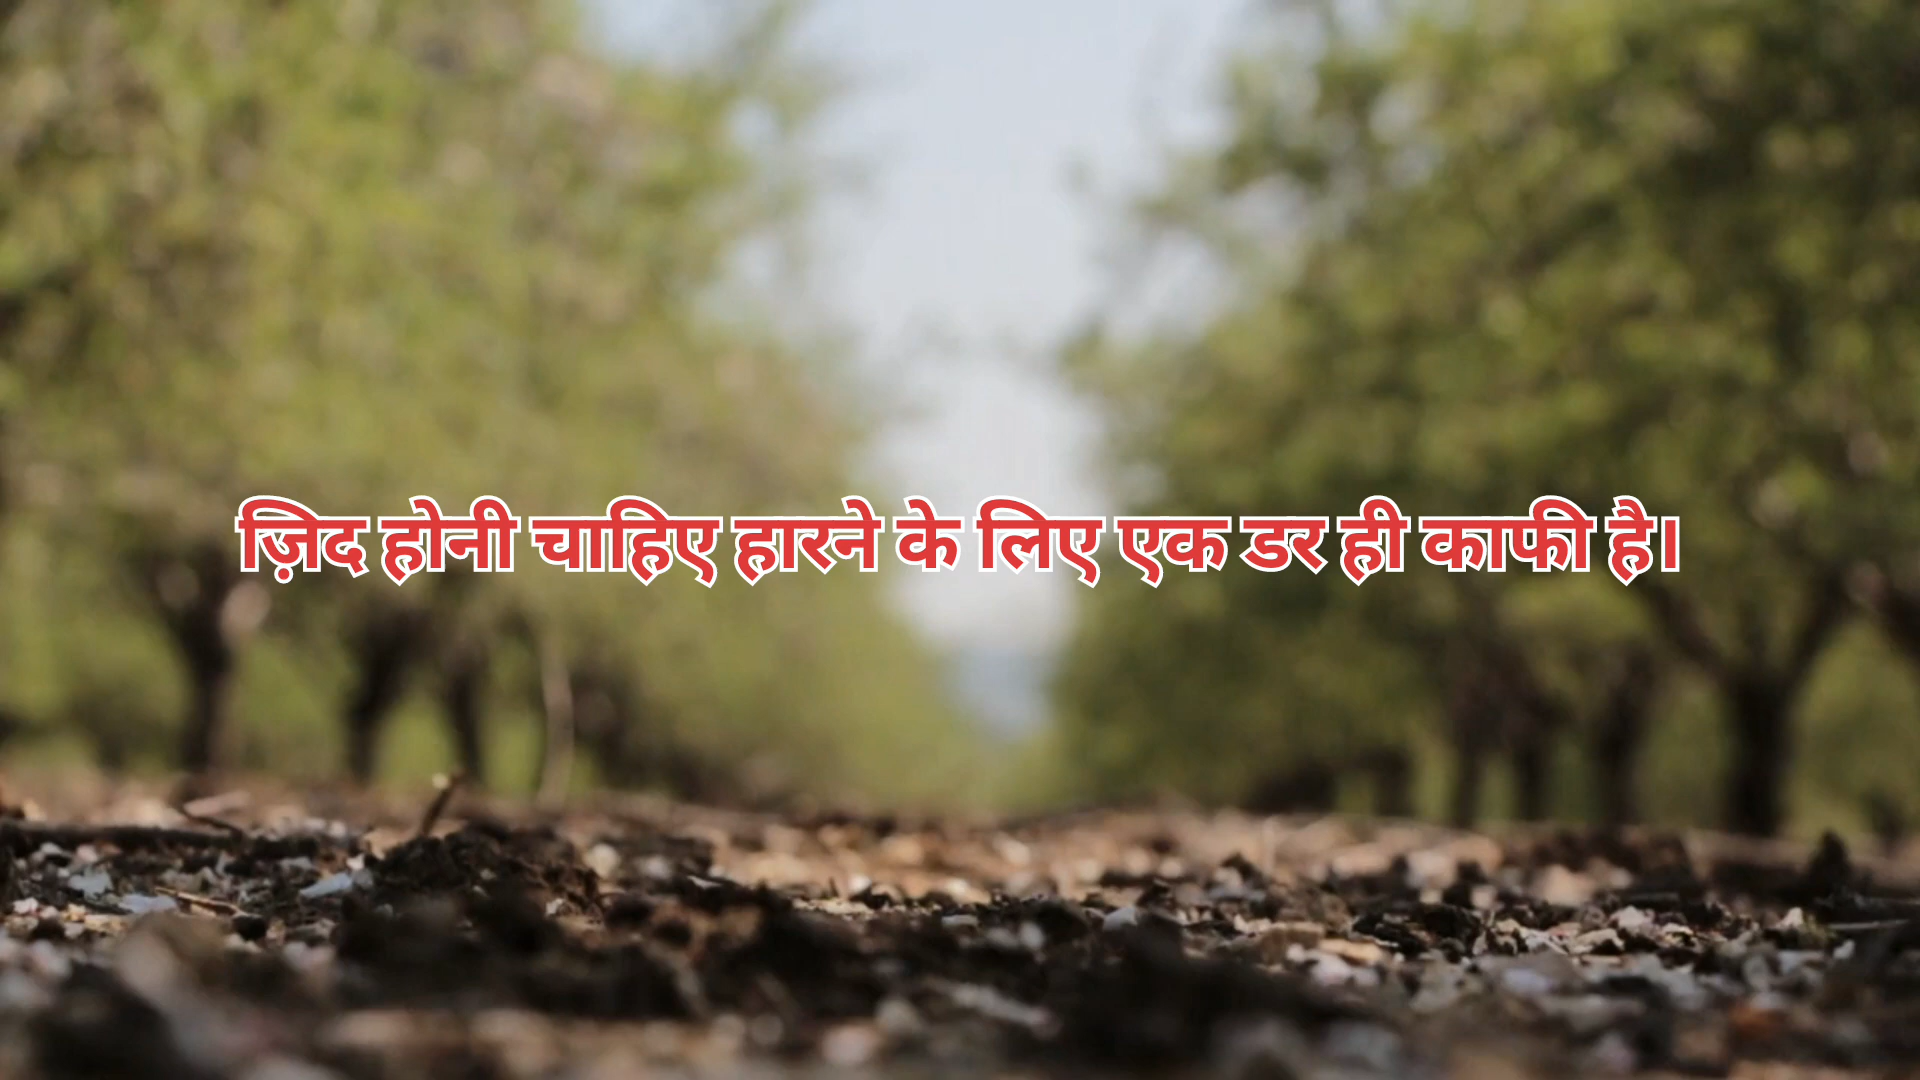 ज़िद होनी चाहिए हारने के लिए एक डर ही काफी है।